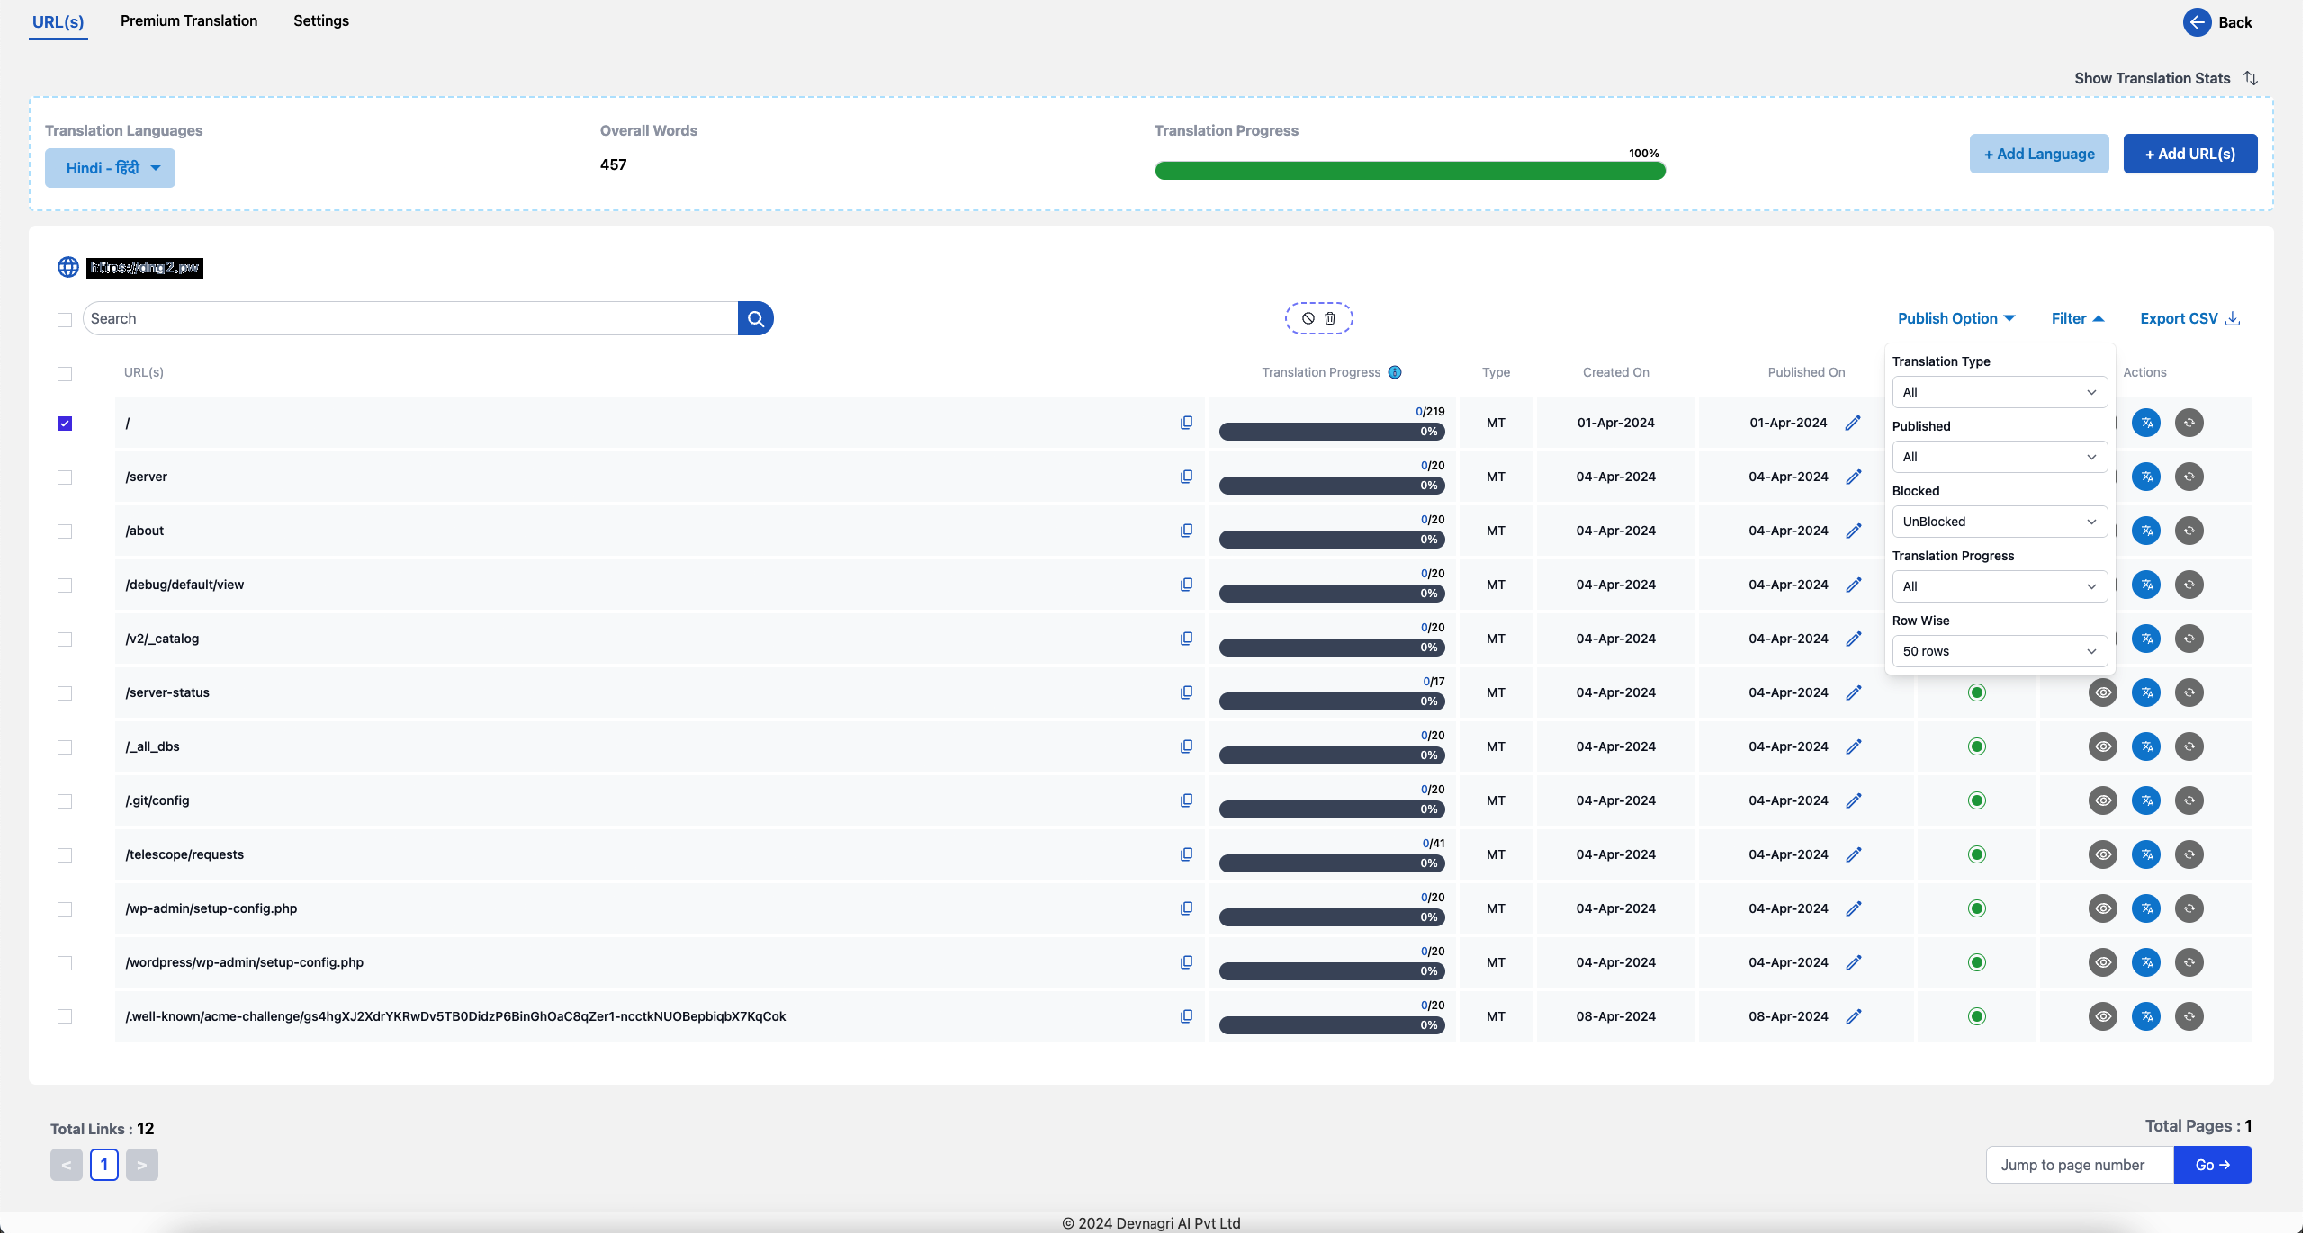 URL(s) Premium Translation Settings Back
Show Translation Stats
Translation Languages Overall Words Translation Progress
Hindi - हिंदी 457 100% + Add Language + Add URL(s)
Search Publish Option Filter Export CSV
URL(s) Translation Progress Type Created On Published On Actions
/ 0/219 0% MT 01-Apr-2024 01-Apr-2024
/server 0/20 0% MT 04-Apr-2024 04-Apr-2024
/about 0/20 0% MT 04-Apr-2024 04-Apr-2024
/debug/default/view 0/20 0% MT 04-Apr-2024 04-Apr-2024
/v2/_catalog 0/20 0% MT 04-Apr-2024 04-Apr-2024
/server-status 0/17 0% MT 04-Apr-2024 04-Apr-2024
/_all_dbs 0/20 0% MT 04-Apr-2024 04-Apr-2024
/.git/config 0/20 0% MT 04-Apr-2024 04-Apr-2024
/telescope/requests 0/41 0% MT 04-Apr-2024 04-Apr-2024
/wp-admin/setup-config.php 0/20 0% MT 04-Apr-2024 04-Apr-2024
/wordpress/wp-admin/setup-config.php 0/20 0% MT 04-Apr-2024 04-Apr-2024
/.well-known/acme-challenge/gs4hgXJ2XdrYKRwDv5TB0DidzP6BinGhOaC8qZer1-ncctkNUOBepbiqbX7KqCok 0/20 0% MT 08-Apr-2024 08-Apr-2024
Translation Type
All
Published
All
Blocked
UnBlocked
Translation Progress
All
Row Wise
50 rows
Total Links : 12 Total Pages : 1
< 1 > Jump to page number Go →
© 2024 Devnagri AI Pvt Ltd